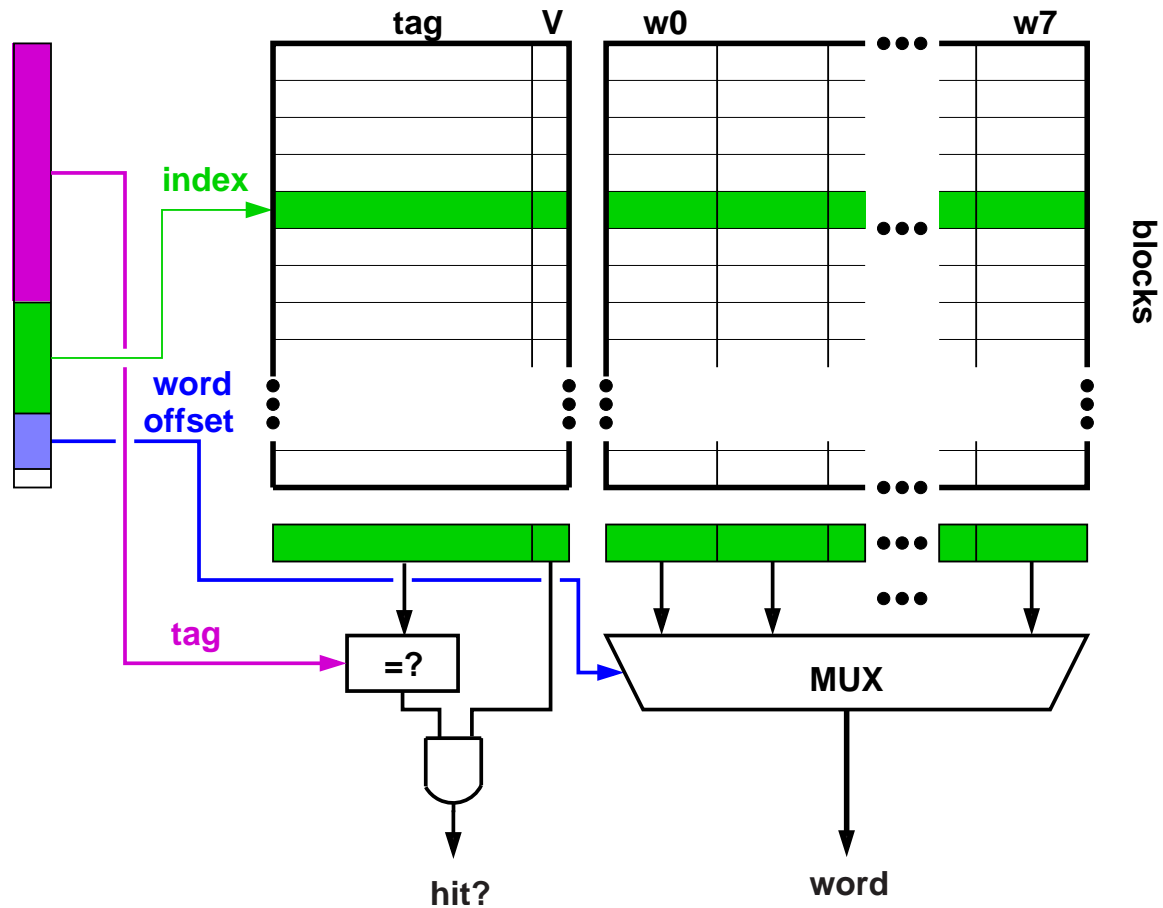 tag V w0 w7
index
blocks
word
offset
tag
=?
MUX
hit?
word